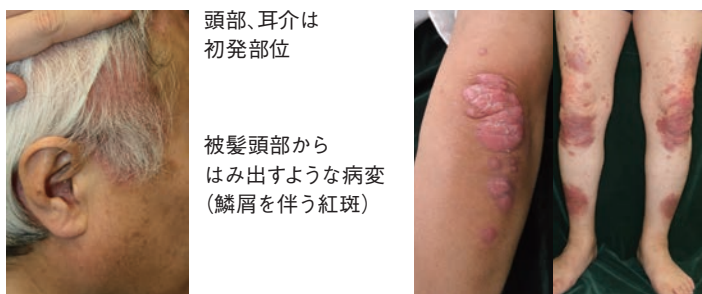 頭部、耳介は
初発部位
被髪頭部から
はみ出すような病変
（鱗屑を伴う紅斑）